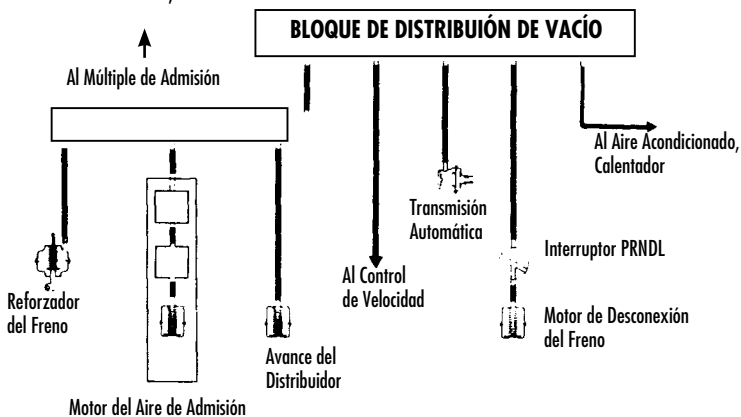 BLOQUE DE DISTRIBUIÓN DE VACÍO
Al Múltiple de Admisión
Al Aire Acondicionado,
Calentador
Transmisión
Automática
Interruptor PRNDL
Al Control
de Velocidad
Reforzador
del Freno
Motor de Desconexión
del Freno
Avance del
Distribuidor
Motor del Aire de Admisión